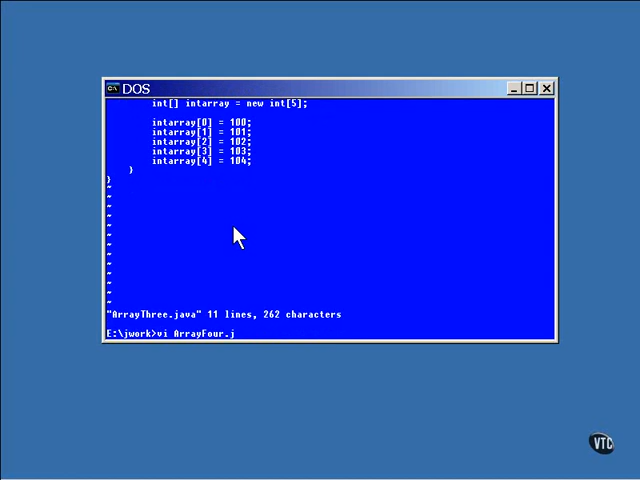 DOS
int[] intarray = new int[5];
intarray[0] = 100;
intarray[1] = 101;
intarray[2] = 102;
intarray[3] = 103;
intarray[4] = 104;
}
}
~
~
~
~
~
~
~
~
~
~
~
~
~
"ArrayThree.java" 11 lines, 262 characters
E:\jwork>vi ArrayFour.j
VTC